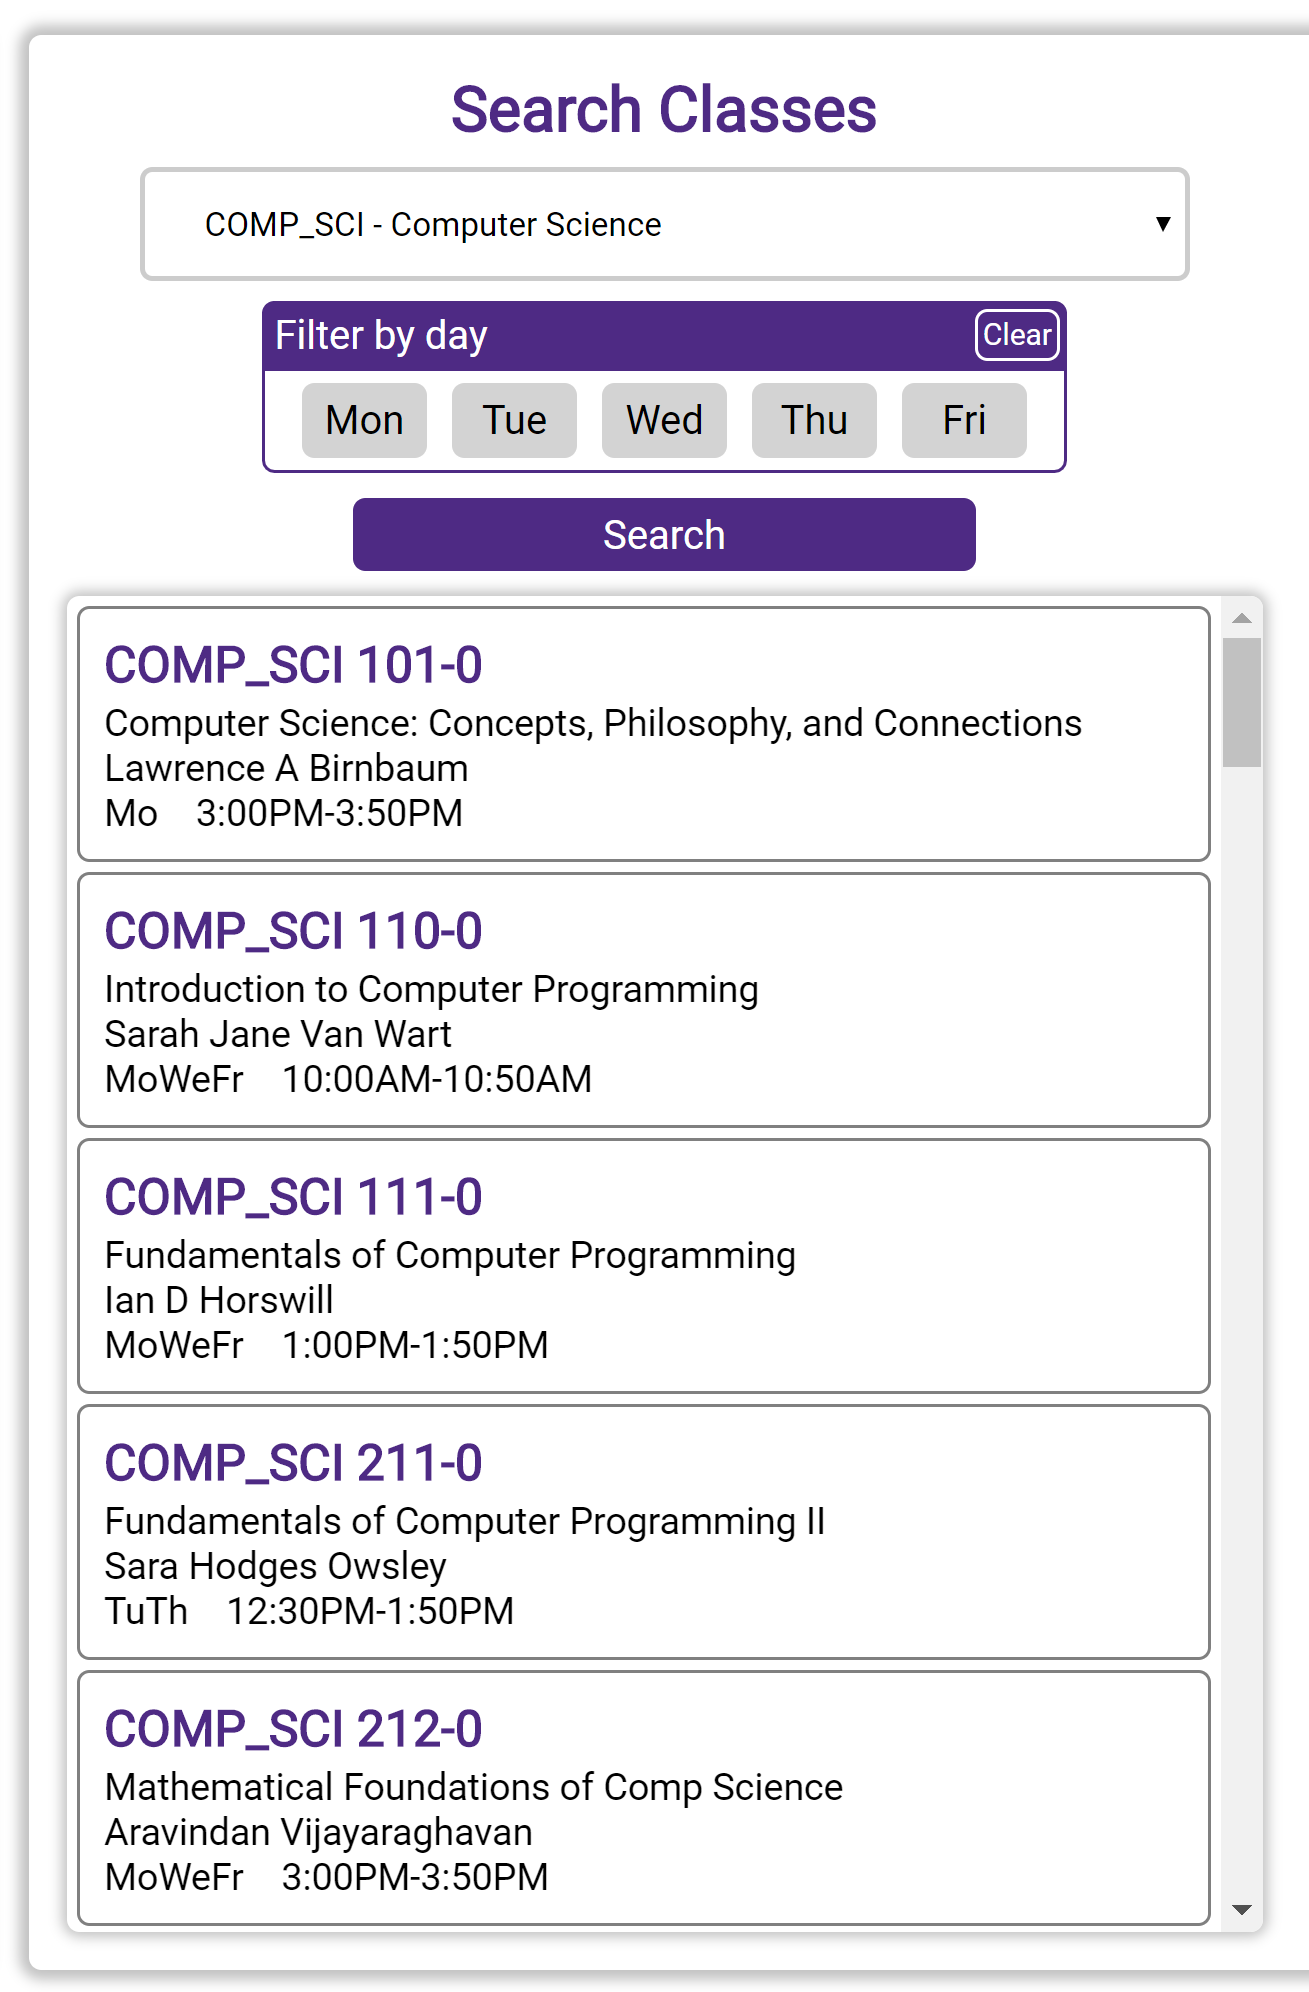 Search Classes
COMP_SCI - Computer Science
Filter by day Clear
Mon Tue Wed Thu Fri
Search
COMP_SCI 101-0
Computer Science: Concepts, Philosophy, and Connections
Lawrence A Birnbaum
Mo 3:00PM-3:50PM
COMP_SCI 110-0
Introduction to Computer Programming
Sarah Jane Van Wart
MoWeFr 10:00AM-10:50AM
COMP_SCI 111-0
Fundamentals of Computer Programming
Ian D Horswill
MoWeFr 1:00PM-1:50PM
COMP_SCI 211-0
Fundamentals of Computer Programming II
Sara Hodges Owsley
TuTh 12:30PM-1:50PM
COMP_SCI 212-0
Mathematical Foundations of Comp Science
Aravindan Vijayaraghavan
MoWeFr 3:00PM-3:50PM